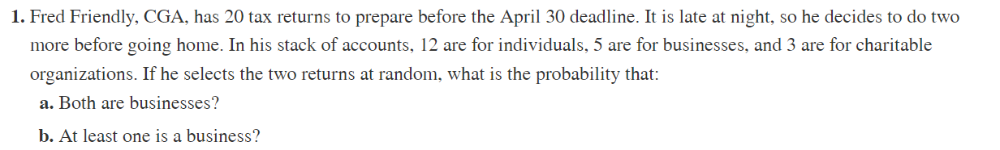 1. Fred Friendly, CGA, has 20 tax returns to prepare before the April 30 deadline. It is late at night, so he decides to do two
more before going home. In his stack of accounts, 12 are for individuals, 5 are for businesses, and 3 are for charitable
organizations. If he selects the two returns at random, what is the probability that:
a. Both are businesses?
b. At least one is a business?